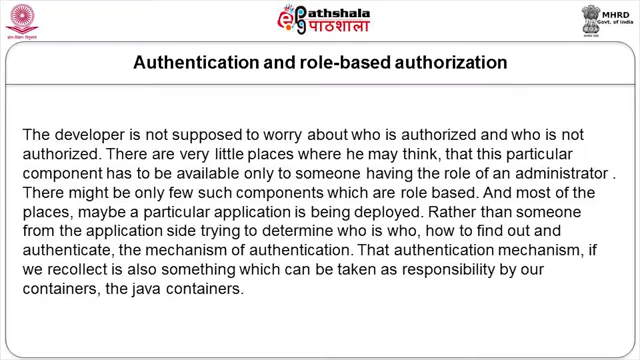 ePathshala
पाठशाला
MHRD
Govt. of India
Authentication and role-based authorization
The developer is not supposed to worry about who is authorized and who is not
authorized. There are very little places where he may think, that this particular
component has to be available only to someone having the role of an administrator .
There might be only few such components which are role based. And most of the
places, maybe a particular application is being deployed. Rather than someone
from the application side trying to determine who is who, how to find out and
authenticate, the mechanism of authentication. That authentication mechanism, if
we recollect is also something which can be taken as responsibility by our
containers, the java containers.